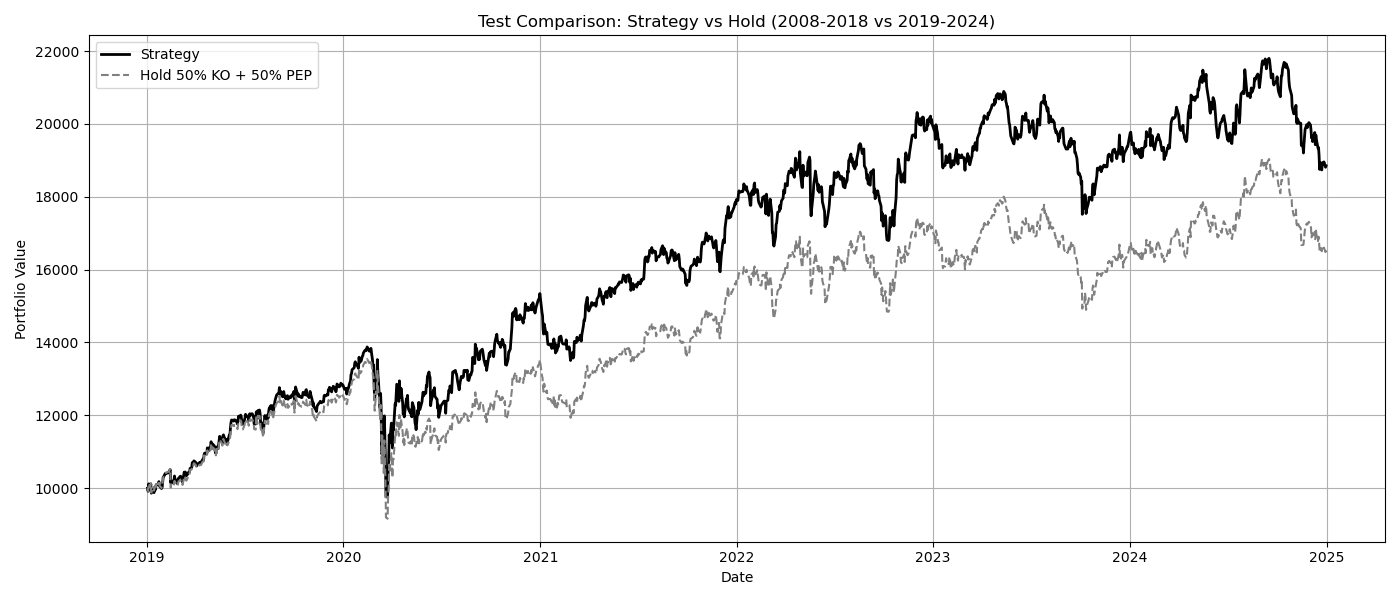 Test Comparison: Strategy vs Hold (2008-2018 vs 2019-2024)
Strategy
Hold 50% KO + 50% PEP
Portfolio Value
22000
20000
18000
16000
14000
12000
10000
2019 2020 2021 2022 2023 2024 2025
Date